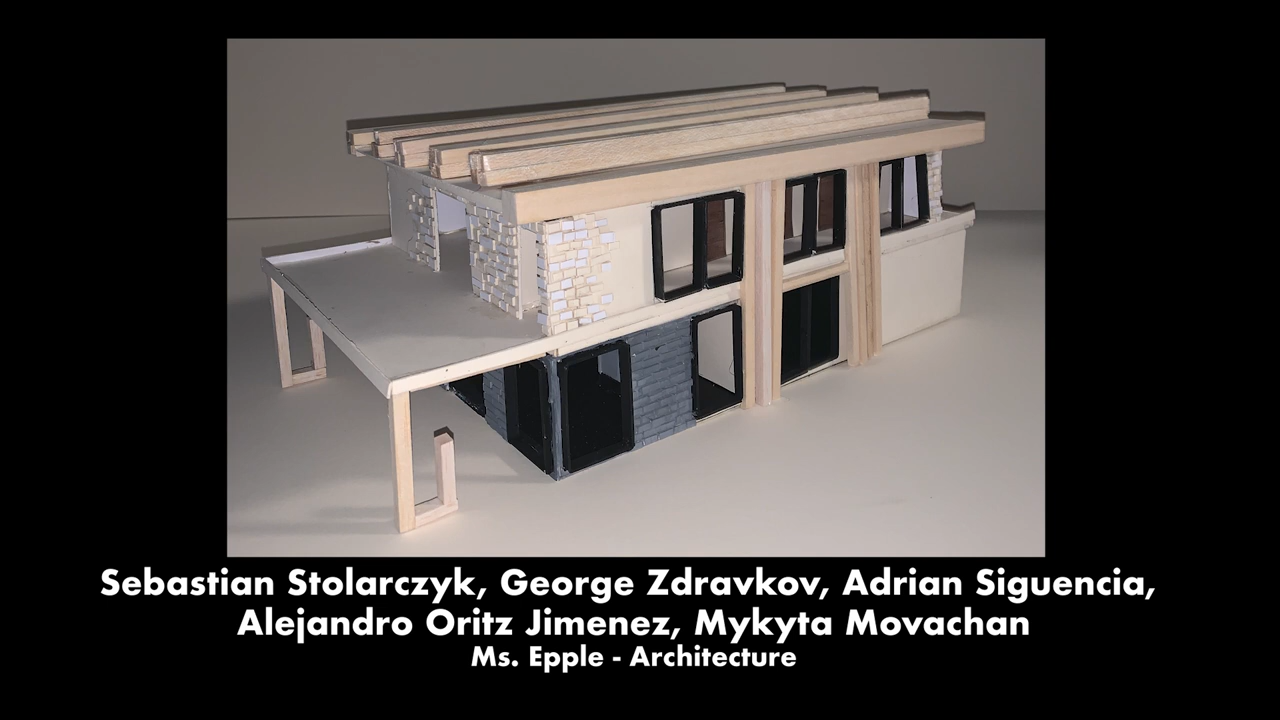 Sebastian Stolarczyk, George Zdravkov, Adrian Siguencia,
Alejandro Oritz Jimenez, Mykyta Movachan
Ms. Epple - Architecture